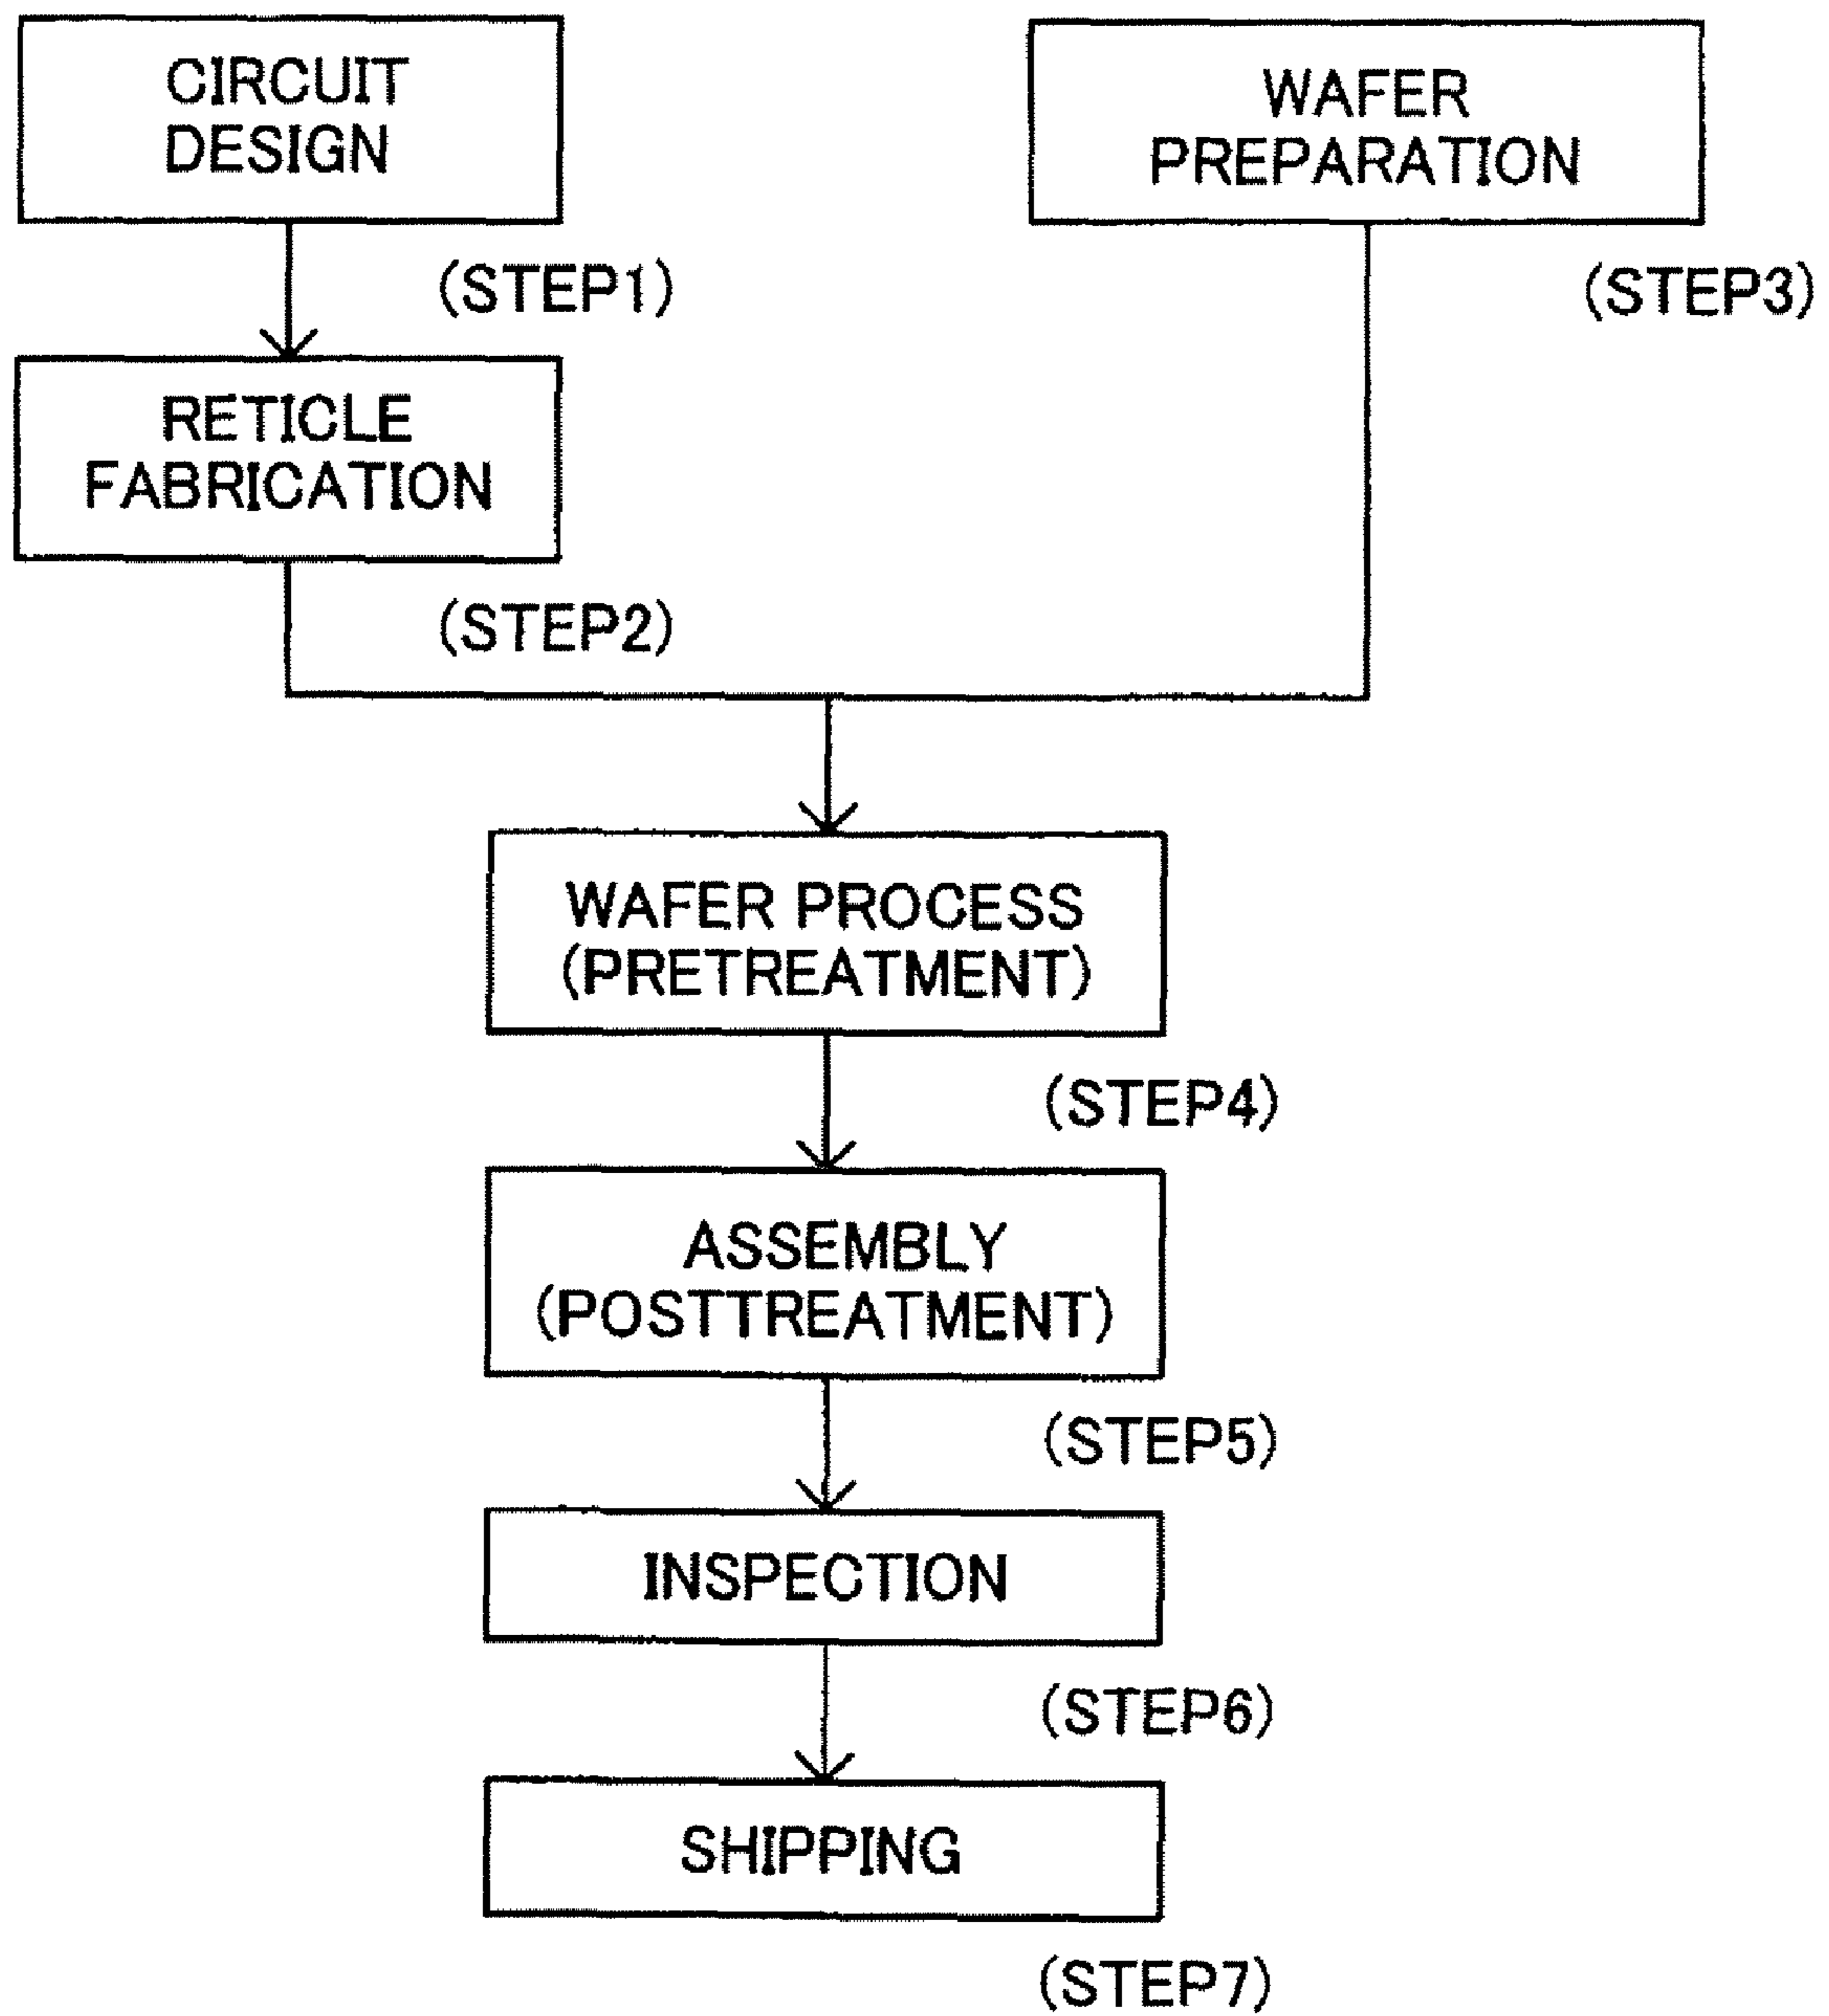 CIRCUIT
DESIGN
(STEP1)
RETICLE
FABRICATION
(STEP2)
WAFER
PREPARATION
(STEP3)
WAFER PROCESS
(PRETREATMENT)
(STEP4)
ASSEMBLY
(POSTTREATMENT)
(STEP5)
INSPECTION
(STEP6)
SHIPPING
(STEP7)